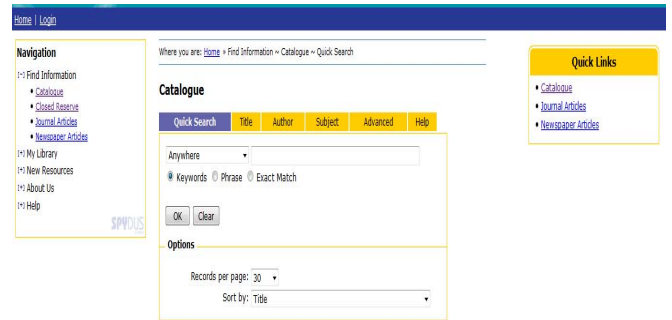 Home | Login
Navigation
[-] Find Information
• Catalogue
• Closed Reserve
• Journal Articles
• Newspaper Articles
[+] My Library
[+] New Resources
[+] About Us
[+] Help
SPYDUS
Where you are: Home » Find Information ~ Catalogue ~ Quick Search
Catalogue
Quick Search Title Author Subject Advanced Help
Anywhere
Keywords Phrase Exact Match
OK Clear
Options
Records per page: 30
Sort by: Title
Quick Links
• Catalogue
• Journal Articles
• Newspaper Articles